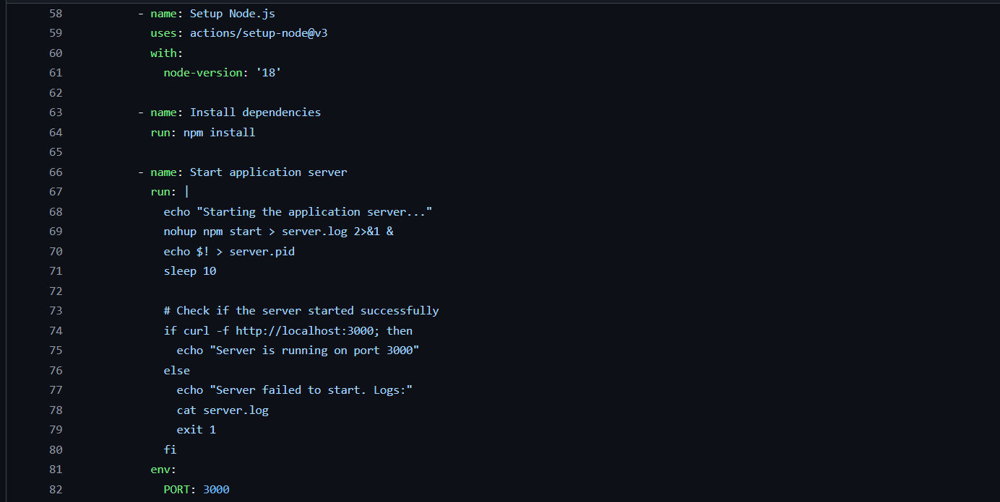 58 - name: Setup Node.js
59 uses: actions/setup-node@v3
60 with:
61 node-version: '18'
62
63 - name: Install dependencies
64 run: npm install
65
66 - name: Start application server
67 run: |
68 echo "Starting the application server..."
69 nohup npm start > server.log 2>&1 &
70 echo $! > server.pid
71 sleep 10
72
73 # Check if the server started successfully
74 if curl -f http://localhost:3000; then
75 echo "Server is running on port 3000"
76 else
77 echo "Server failed to start. Logs:"
78 cat server.log
79 exit 1
80 fi
81 env:
82 PORT: 3000